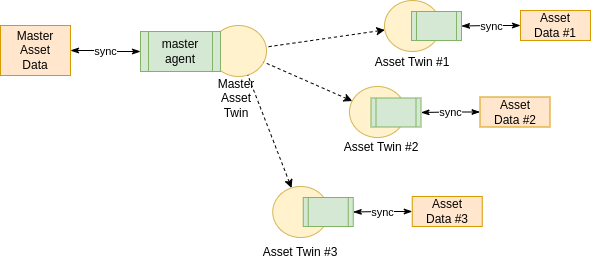 Master
Asset
Data
sync
master
agent
Master
Asset
Twin
sync
Asset
Data #1
Asset Twin #1
sync
Asset
Data #2
Asset Twin #2
sync
Asset
Data #3
Asset Twin #3